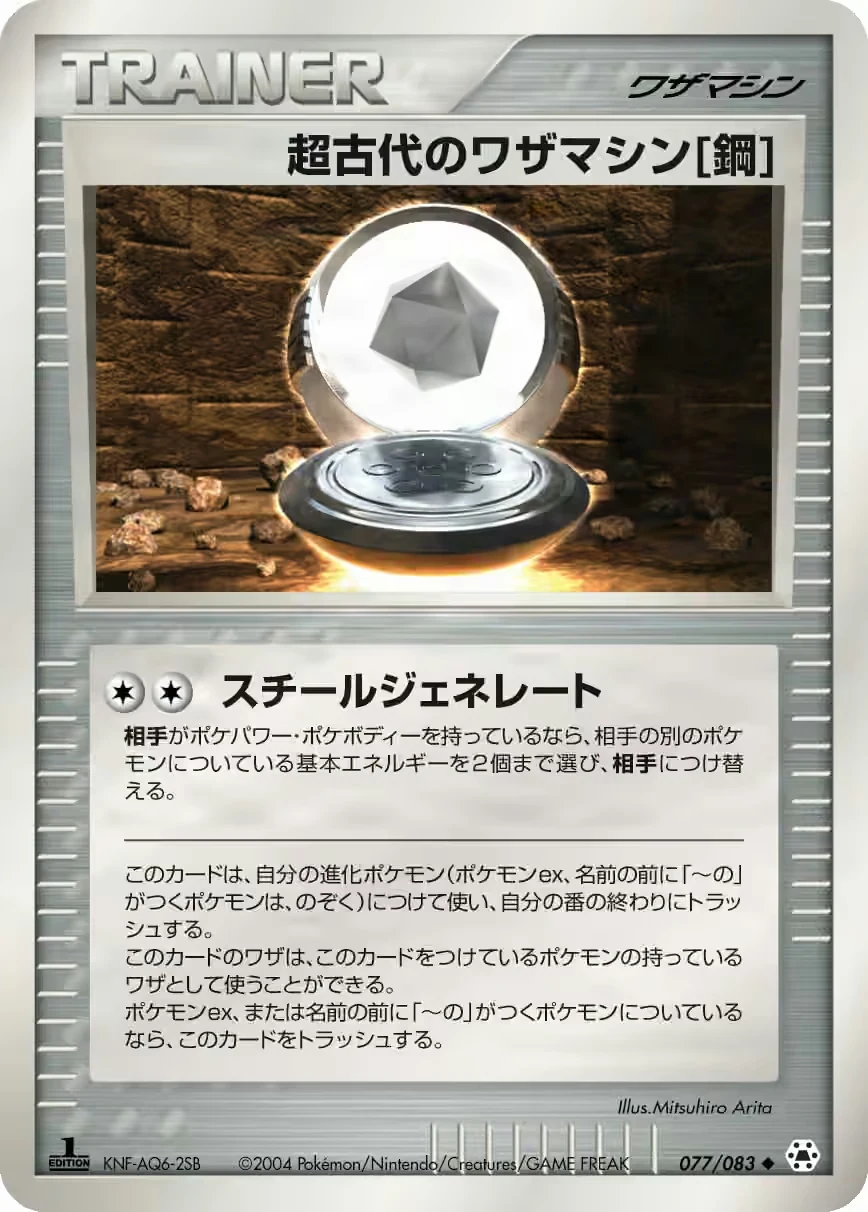 TRAINER
ワザマシン
超古代のワザマシン[鋼]
スチールジェネレート
相手がポケパワー・ポケボディーを持っているなら、相手の別のポケ
モンについている基本エネルギーを2個まで選び、相手につけ替
える。
このカードは、自分の進化ポケモン(ポケモンex、名前の前に「〜の」
がつくポケモンは、のぞく)につけて使い、自分の番の終わりにトラッ
シュする。
このカードのワザは、このカードをつけているポケモンの持っている
ワザとして使うことができる。
ポケモンex、または名前の前に「〜の」がつくポケモンについている
なら、このカードをトラッシュする。
Illus.Mitsuhiro Arita
1 EDITION KNF-AQ6-2SB ©2004 Pokémon/Nintendo/Creatures/GAME FREAK 077/083 ◆